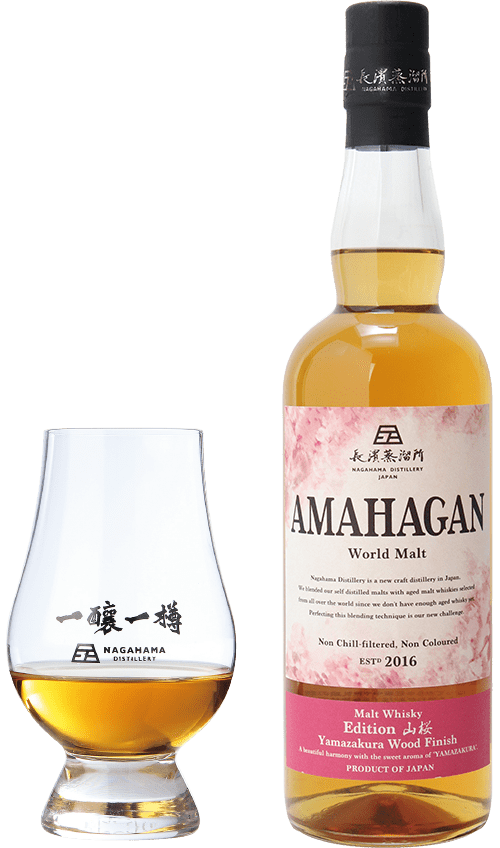 長濱蒸溜所
NAGAHAMA DISTILLERY
長濱蒸溜所
NAGAHAMA DISTILLERY
JAPAN
AMAHAGAN
World Malt
Nagahama Distillery is a new craft distillery in Japan.
We blended our self distilled malts with aged malt whiskies selected
from all over the world since we don't have enough aged whisky yet.
Perfecting this blending technique is our new challenge.
Non Chill-filtered, Non Coloured
ESTD 2016
Malt Whisky
Edition 山桜
Yamazakura Wood Finish
A beautiful harmony with the sweet aroma of "YAMAZAKURA".
PRODUCT OF JAPAN
一醸一樽
NAGAHAMA
DISTILLERY